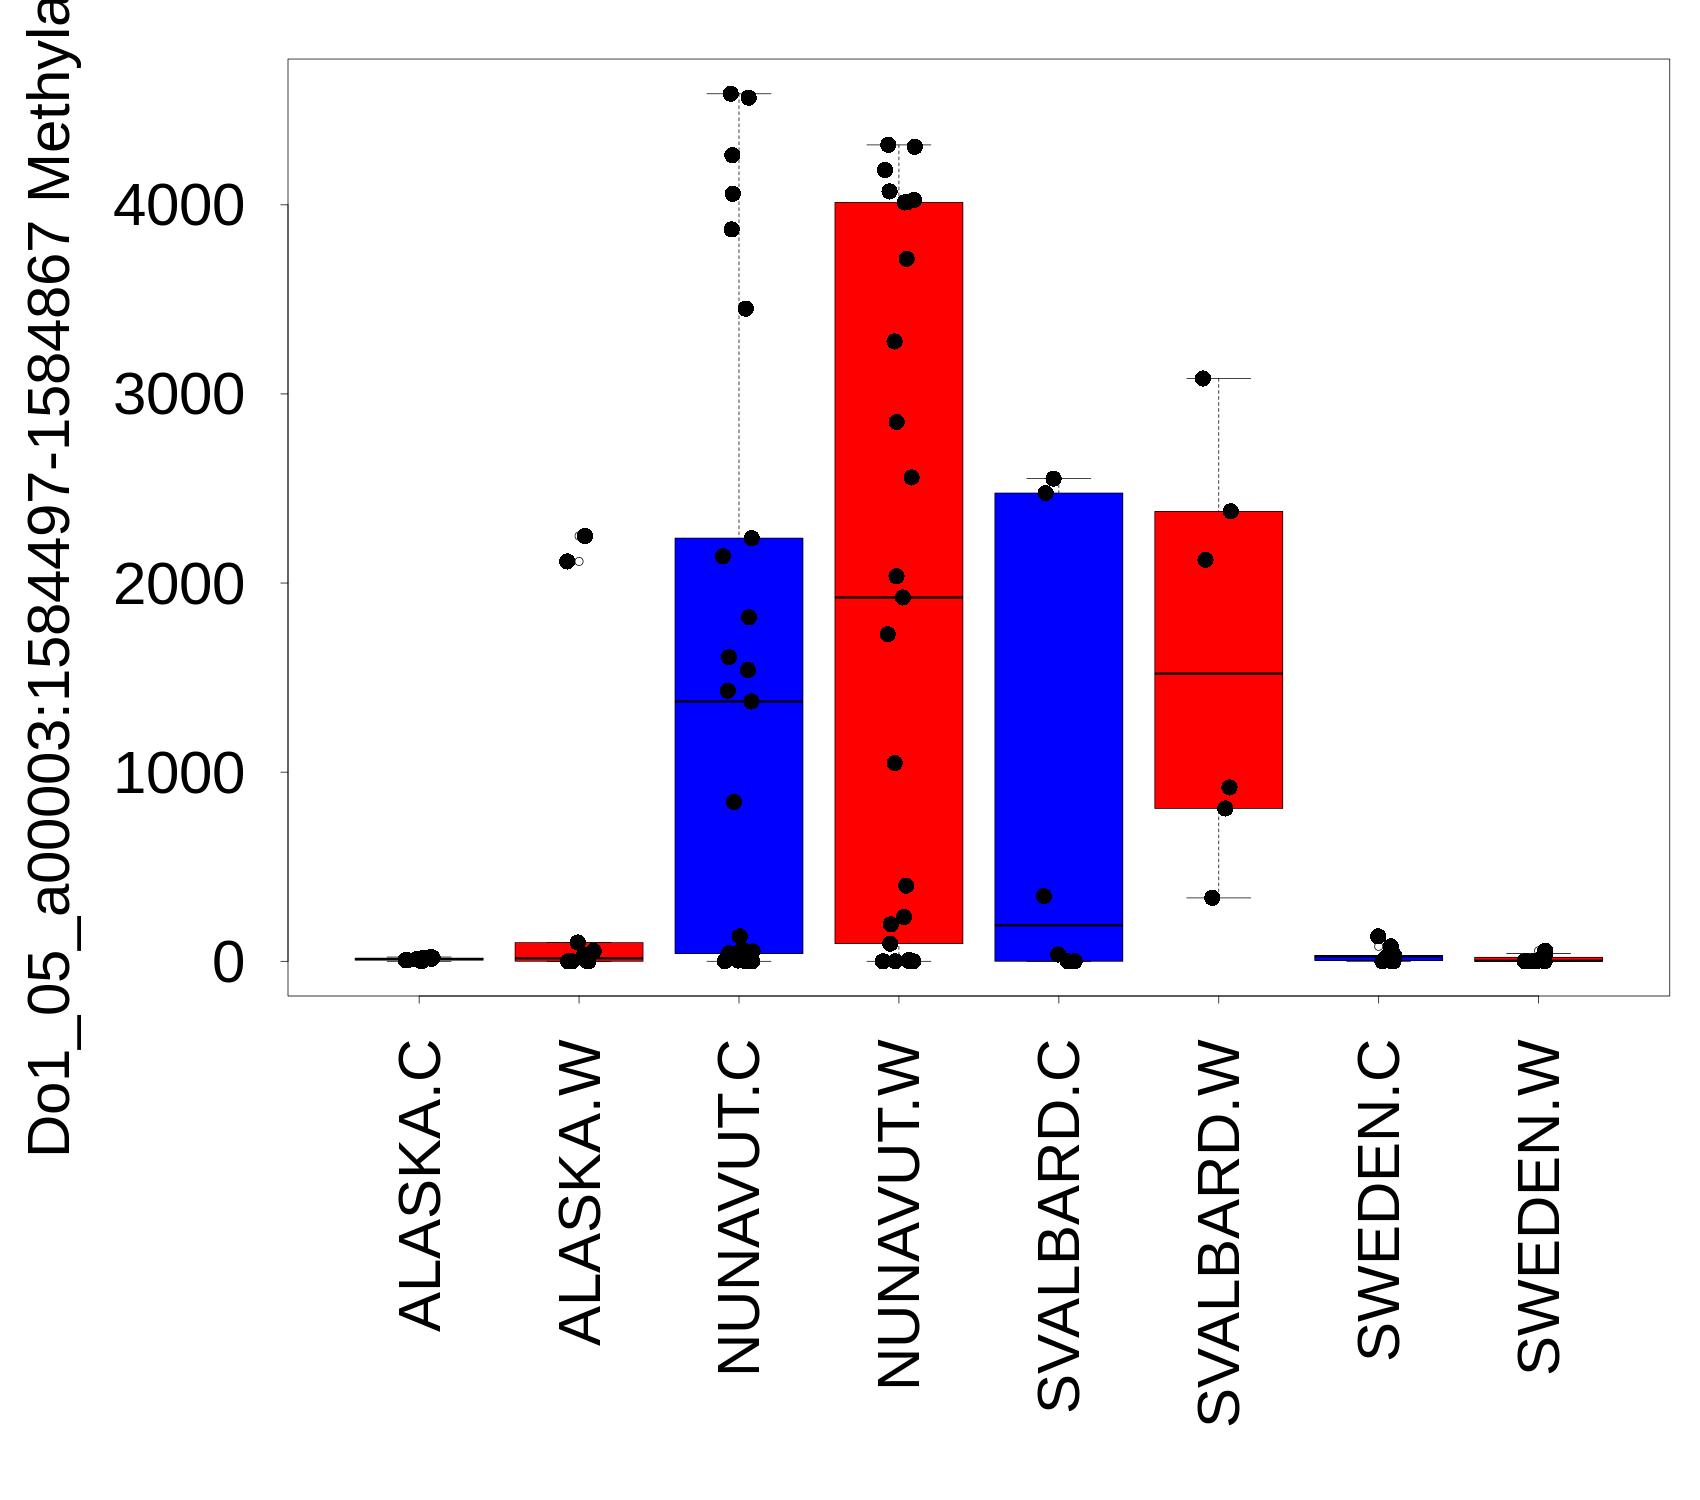 Do1_05_a00003:1584497-1584867 Methyla
4000
3000
2000
1000
0
ALASKA.C
ALASKA.W
NUNAVUT.C
NUNAVUT.W
SVALBARD.C
SVALBARD.W
SWEDEN.C
SWEDEN.W